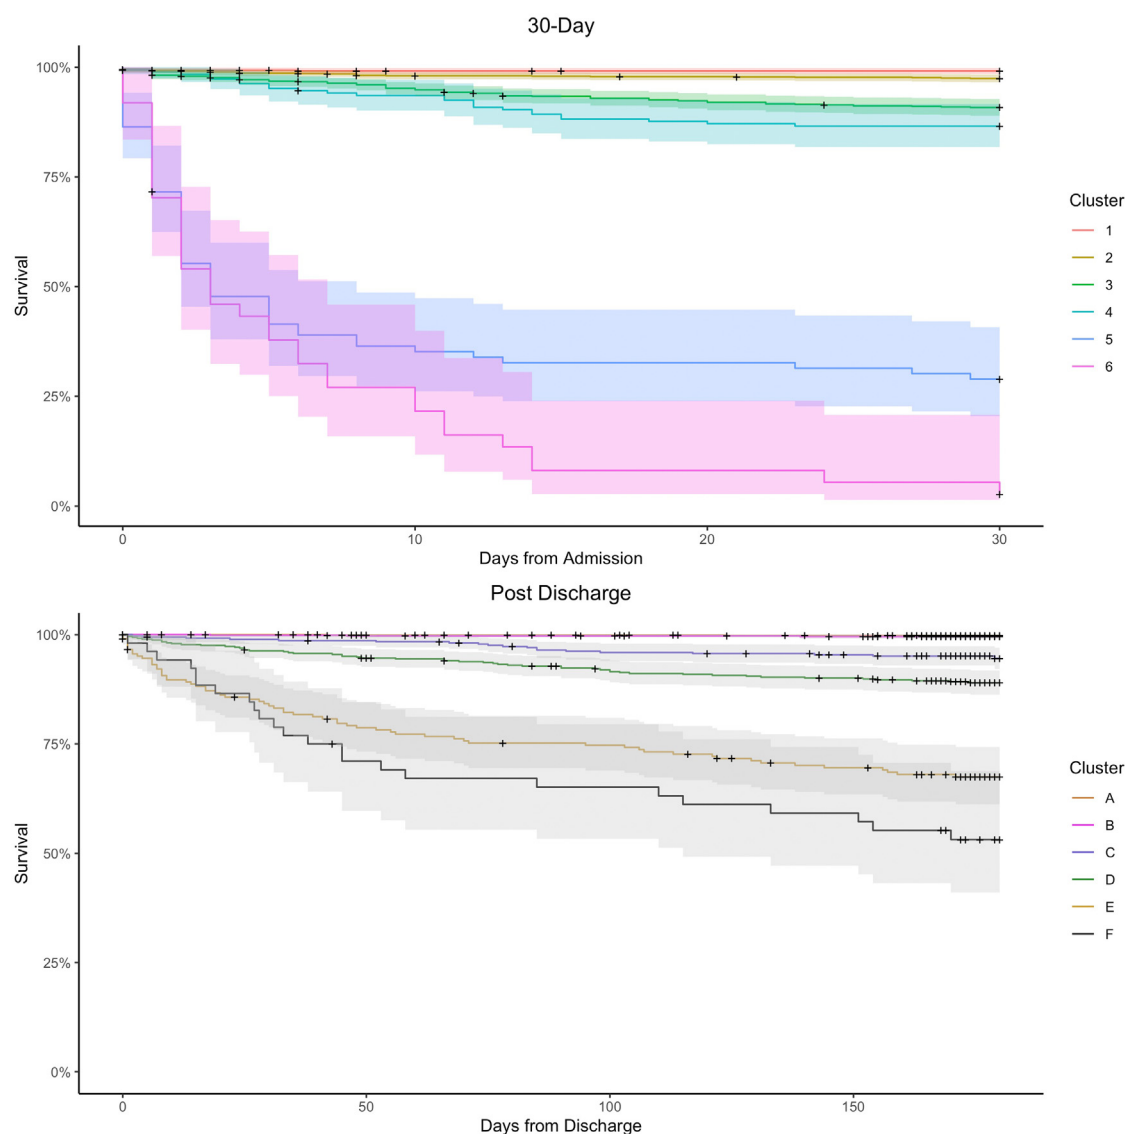 30-Day
100%
75%
50%
25%
0%
Survival
0
10
20
30
Days from Admission
Cluster
1
2
3
4
5
6
Post Discharge
100%
75%
50%
25%
0%
Survival
0
50
100
150
Days from Discharge
Cluster
A
B
C
D
E
F